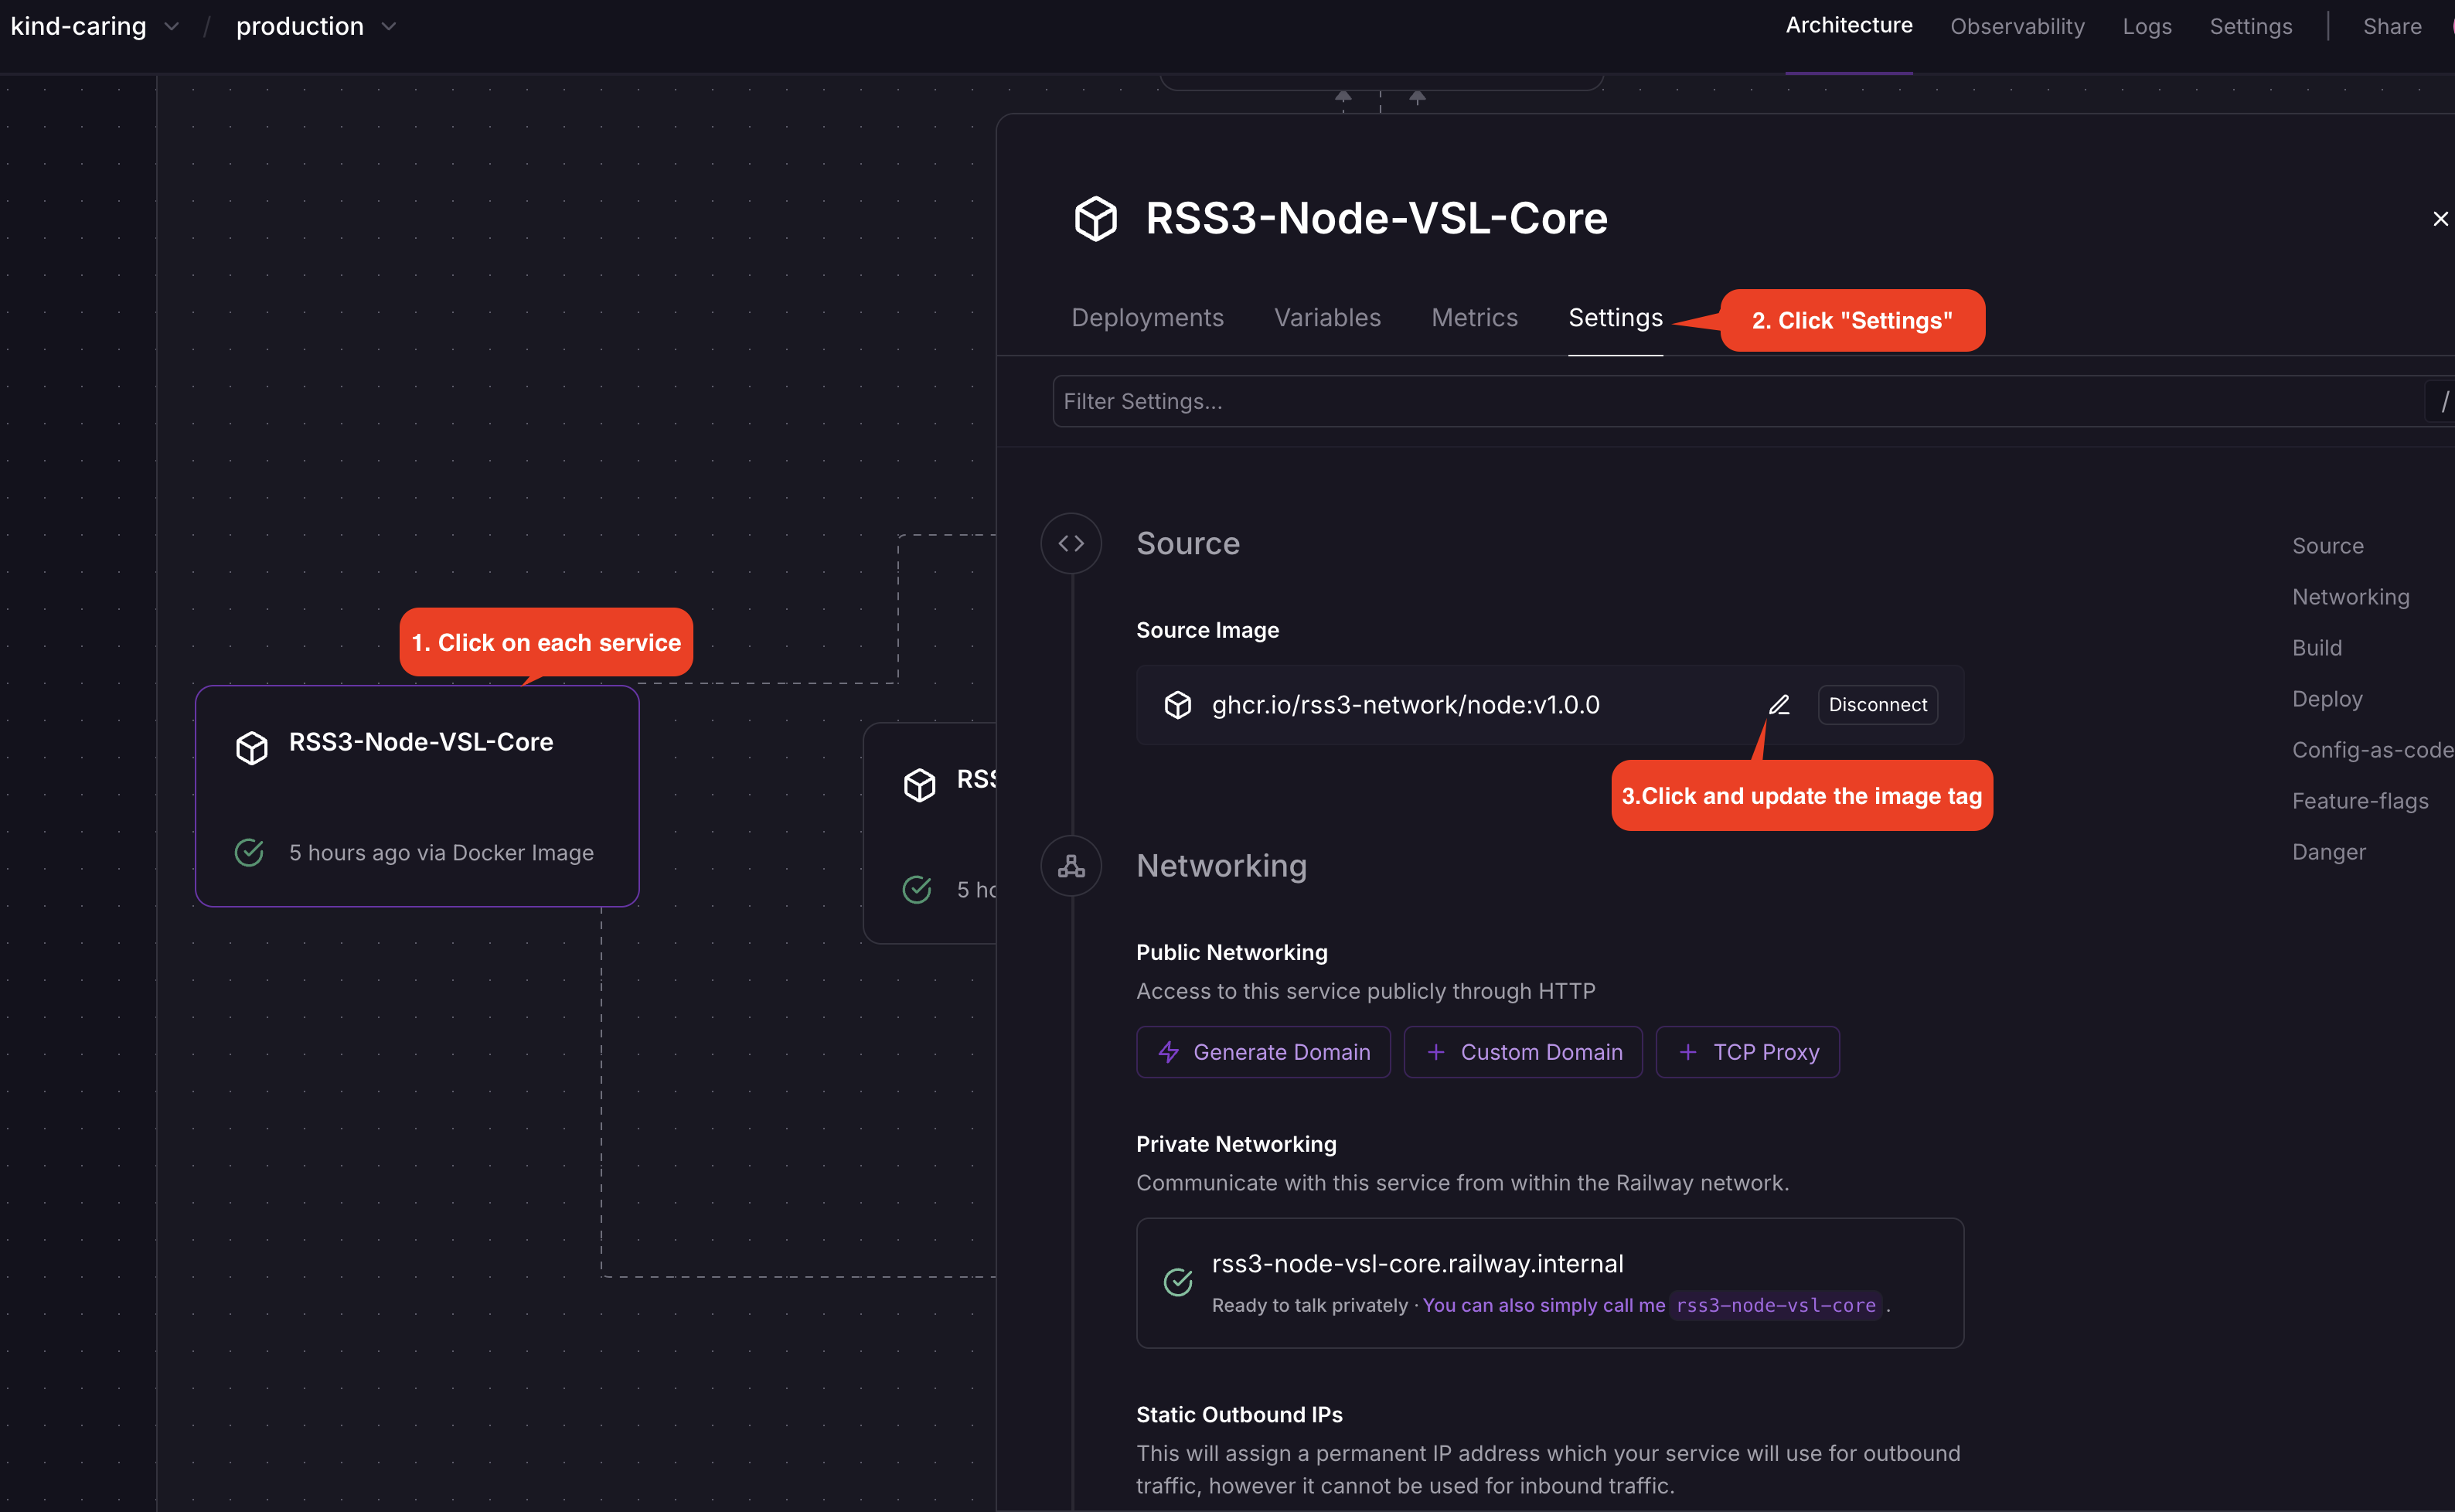 kind-caring / production
Architecture Observability Logs Settings Share
RSS3-Node-VSL-Core
Deployments Variables Metrics Settings
2. Click "Settings"
Filter Settings...
/
Source
Source Image
ghcr.io/rss3-network/node:v1.0.0
Disconnect
3.Click and update the image tag
1. Click on each service
RSS3-Node-VSL-Core
5 hours ago via Docker Image
RSS
5 ho
Networking
Public Networking
Access to this service publicly through HTTP
Generate Domain
Custom Domain
TCP Proxy
Private Networking
Communicate with this service from within the Railway network.
rss3-node-vsl-core.railway.internal
Ready to talk privately · You can also simply call me rss3-node-vsl-core .
Static Outbound IPs
This will assign a permanent IP address which your service will use for outbound
traffic, however it cannot be used for inbound traffic.
Source
Networking
Build
Deploy
Config-as-code
Feature-flags
Danger